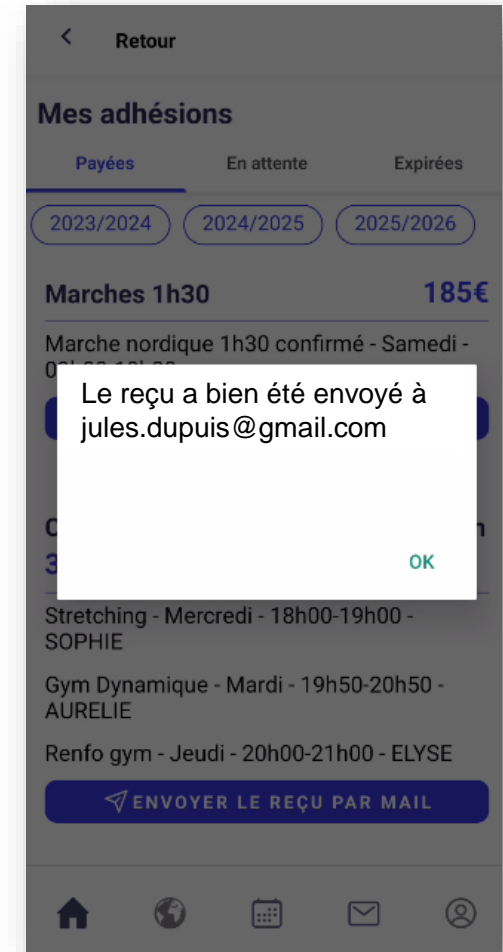 Retour
Mes adhésions
Payées En attente Expirées
2023/2024 2024/2025 2025/2026
Marches 1h30 185€
Marche nordique 1h30 confirmé - Samedi -
Le reçu a bien été envoyé à
jules.dupuis@gmail.com
OK
Stretching - Mercredi - 18h00-19h00 -
SOPHIE
Gym Dynamique - Mardi - 19h50-20h50 -
AURELIE
Renfo gym - Jeudi - 20h00-21h00 - ELYSE
ENVOYER LE REÇU PAR MAIL